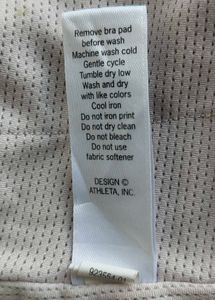 Remove bra pad
before wash
Machine wash cold
Gentle cycle
Tumble dry low
Wash and dry
with like colors
Cool iron
Do not iron print
Do not dry clean
Do not bleach
Do not use
fabric softener
DESIGN ©
ATHLETA, INC.